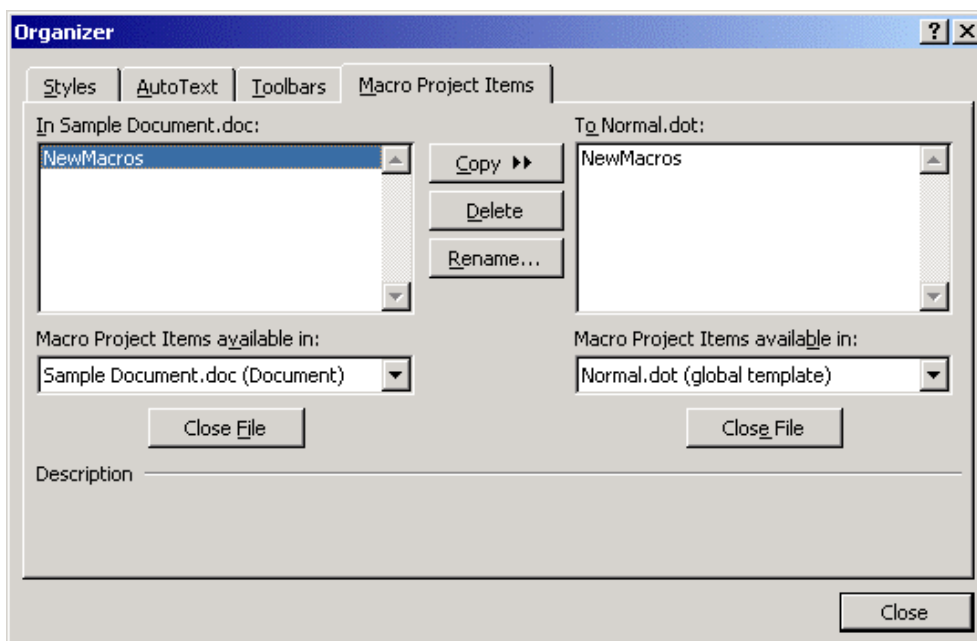 Organizer
Styles AutoText Toolbars Macro Project Items
In Sample Document.doc: To Normal.dot:
NewMacros Copy NewMacros
Delete
Rename...
Macro Project Items available in: Macro Project Items available in:
Sample Document.doc (Document) Normal.dot (global template)
Close File Close File
Description
Close